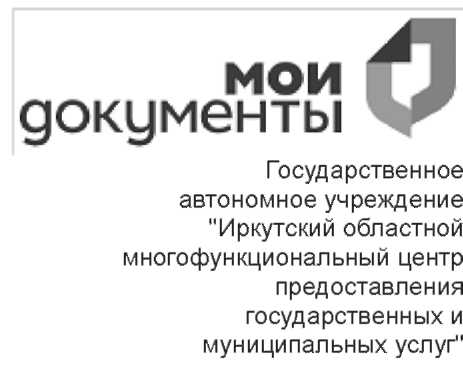 мои
документы
Государственное
автономное учреждение
"Иркутский областной
многофункциональный центр
предоставления
государственных и
муниципальных услуг"